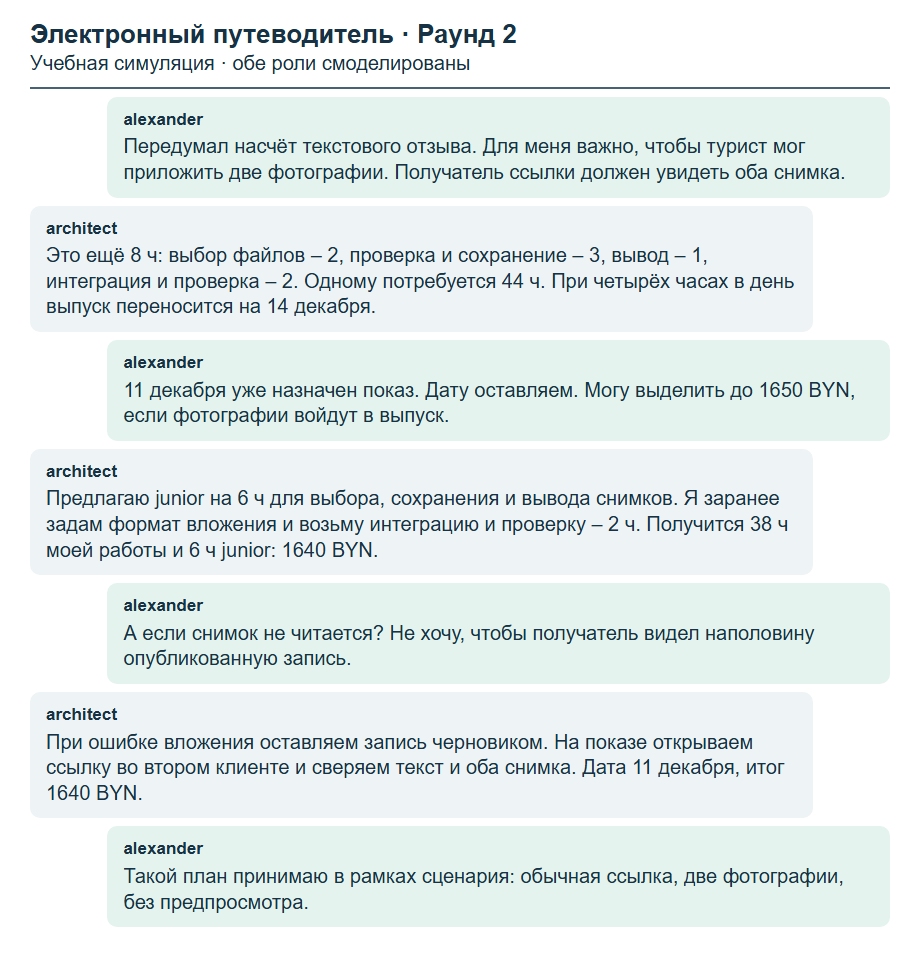 Электронный путеводитель · Раунд 2
Учебная симуляция · обе роли смоделированы
alexander
Передумал насчёт текстового отзыва. Для меня важно, чтобы турист мог
приложить две фотографии. Получатель ссылки должен увидеть оба снимка.
architect
Это ещё 8 ч: выбор файлов – 2, проверка и сохранение – 3, вывод – 1,
интеграция и проверка – 2. Одному потребуется 44 ч. При четырёх часах в день
выпуск переносится на 14 декабря.
alexander
11 декабря уже назначен показ. Дату оставляем. Могу выделить до 1650 BYN,
если фотографии войдут в выпуск.
architect
Предлагаю junior на 6 ч для выбора, сохранения и вывода снимков. Я заранее
задам формат вложения и возьму интеграцию и проверку – 2 ч. Получится 38 ч
моей работы и 6 ч junior: 1640 BYN.
alexander
А если снимок не читается? Не хочу, чтобы получатель видел наполовину
опубликованную запись.
architect
При ошибке вложения оставляем запись черновиком. На показе открываем
ссылку во втором клиенте и сверяем текст и оба снимка. Дата 11 декабря, итог
1640 BYN.
alexander
Такой план принимаю в рамках сценария: обычная ссылка, две фотографии,
без предпросмотра.